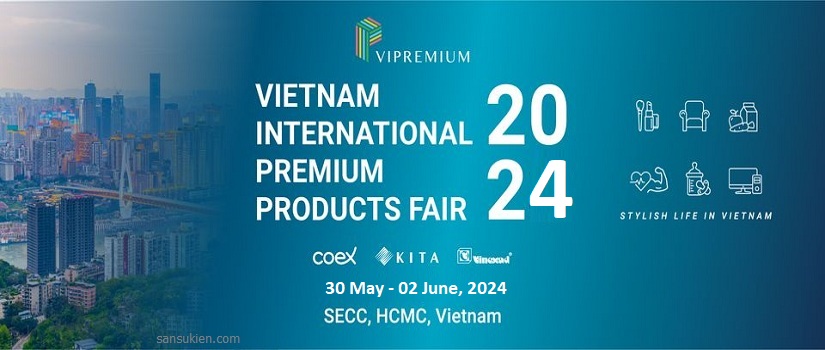 VIPREMIUM
VIETNAM
INTERNATIONAL
PREMIUM
PRODUCTS FAIR
20
24
STYLISH LIFE IN VIETNAM
coex KITA Vinexad
30 May - 02 June, 2024
SECC, HCMC, Vietnam
sansukien.com